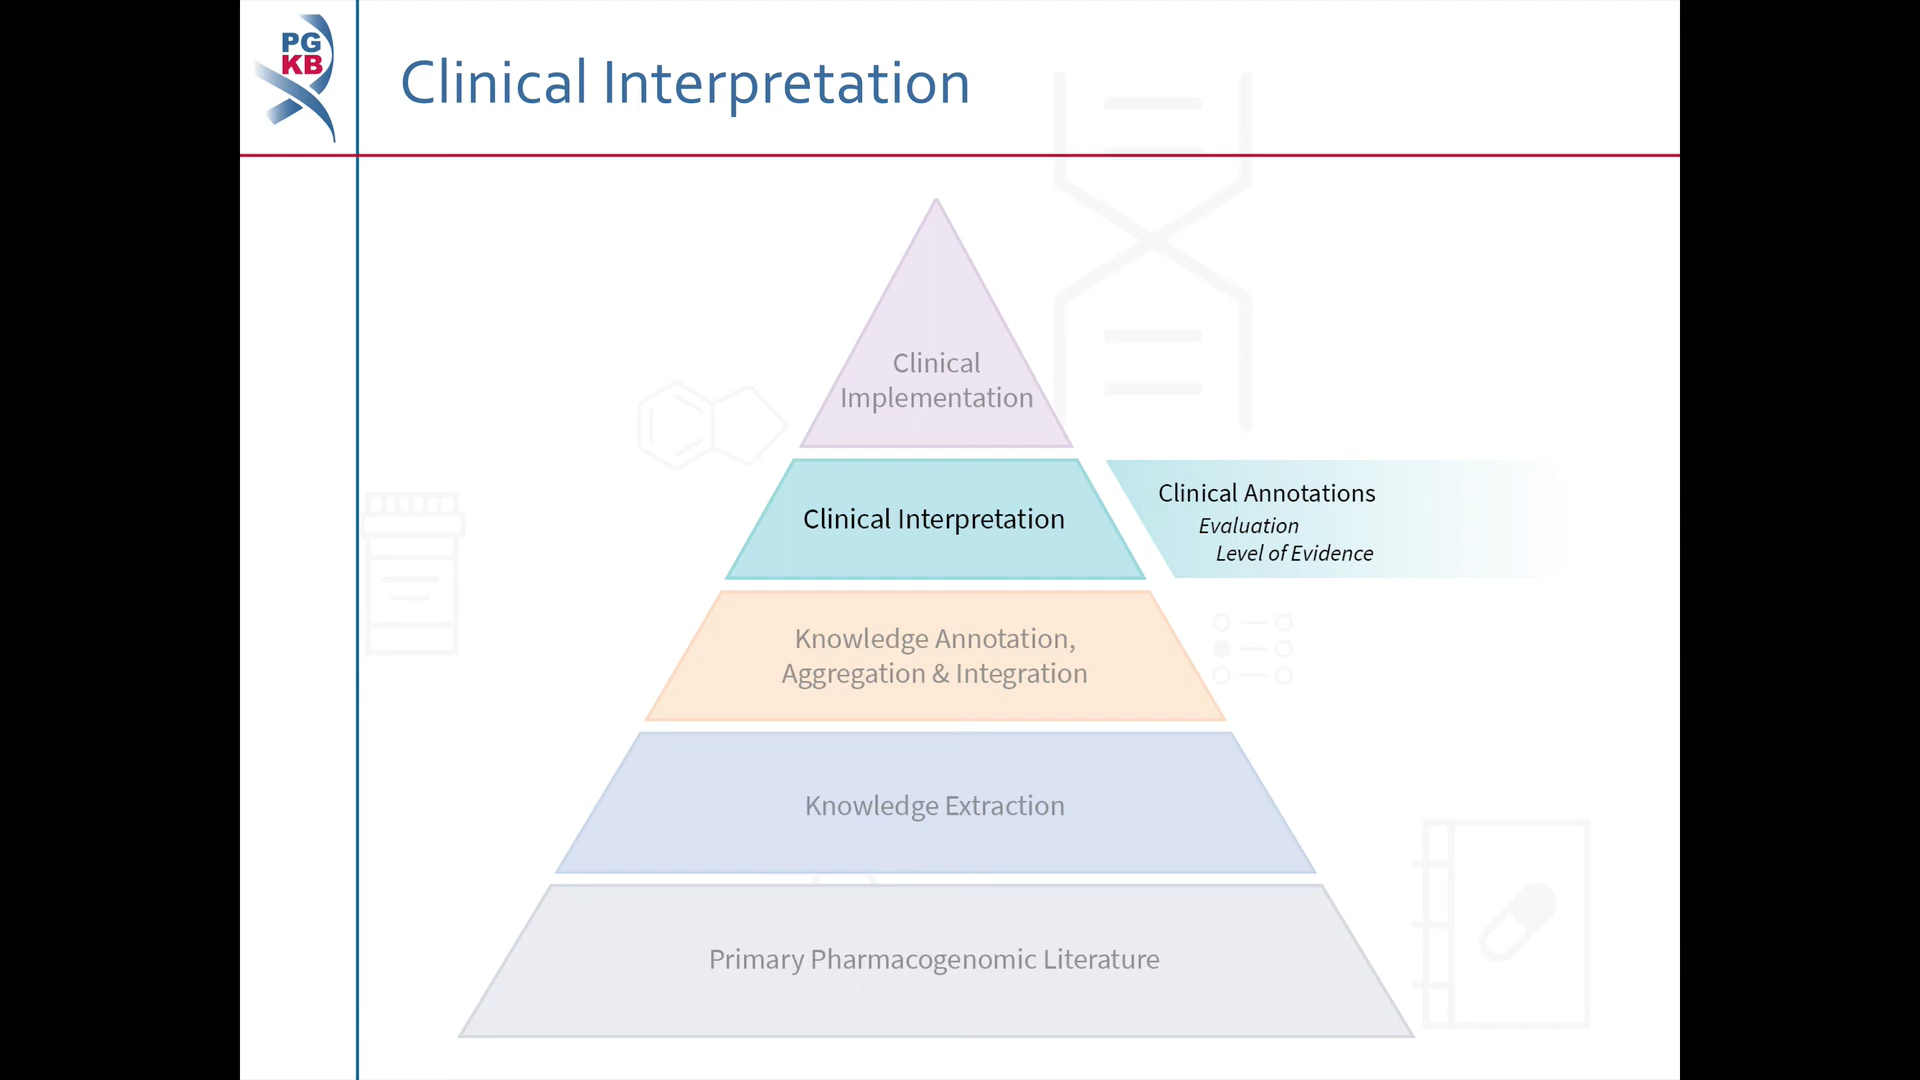 PG
KB
Clinical Interpretation
Clinical
Implementation
Clinical Interpretation
Clinical Annotations
Evaluation
Level of Evidence
Knowledge Annotation,
Aggregation & Integration
Knowledge Extraction
Primary Pharmacogenomic Literature